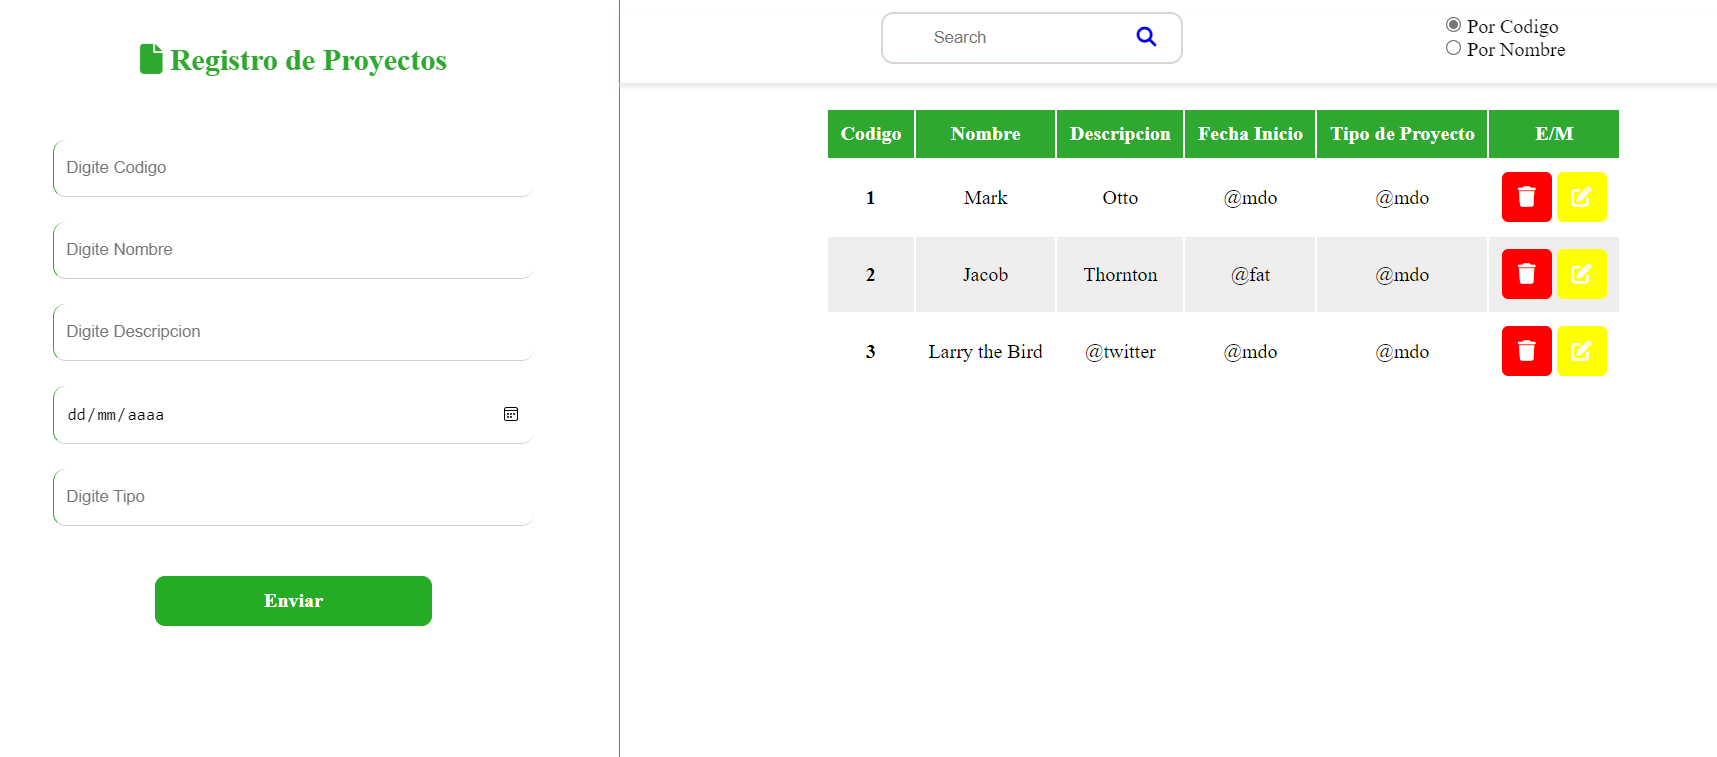 Registro de Proyectos
Digite Codigo
Digite Nombre
Digite Descripcion
dd/mm/aaaa
Digite Tipo
Enviar
Search
Por Codigo
Por Nombre
Codigo Nombre Descripcion Fecha Inicio Tipo de Proyecto E/M
1 Mark Otto @mdo @mdo
2 Jacob Thornton @fat @mdo
3 Larry the Bird @twitter @mdo @mdo